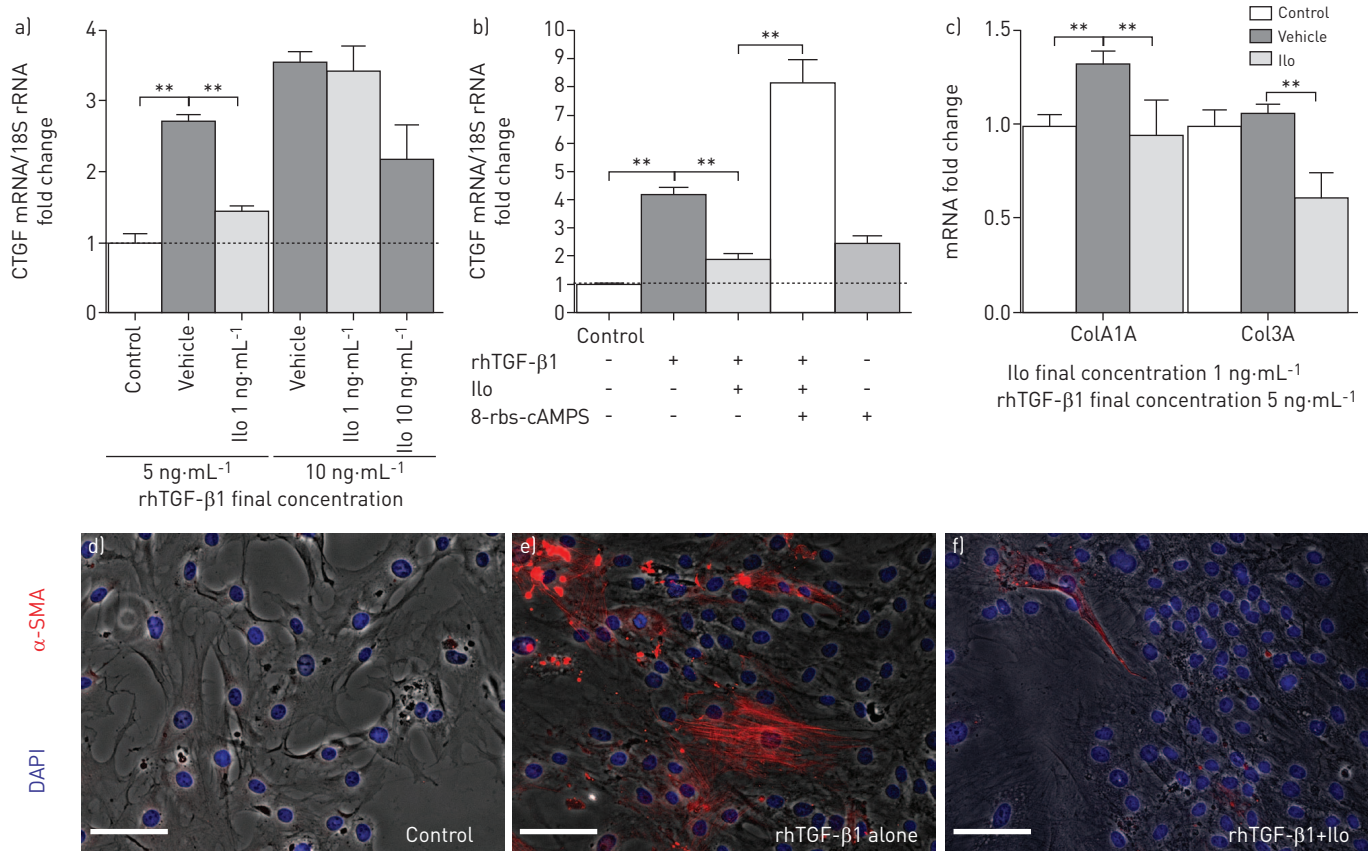 a)
CTGF mRNA/18S rRNA
fold change
4
3
2
1
0
**
**
Control
Vehicle
Ilo 1 ng·mL⁻¹
Vehicle
Ilo 1 ng·mL⁻¹
Ilo 10 ng·mL⁻¹
5 ng·mL⁻¹
10 ng·mL⁻¹
rhTGF-β1 final concentration
b)
CTGF mRNA/18S rRNA
fold change
10
9
8
7
6
5
4
3
2
1
0
**
**
**
Control
rhTGF-β1 - + + + -
Ilo - - + + -
8-rbs-cAMPS - - - + +
c)
Control
Vehicle
Ilo
mRNA fold change
1.5
1.0
0.5
0.0
**
**
**
ColA1A
Col3A
Ilo final concentration 1 ng·mL⁻¹
rhTGF-β1 final concentration 5 ng·mL⁻¹
α-SMA
DAPI
d)
Control
e)
rhTGF-β1 alone
f)
rhTGF-β1+Ilo